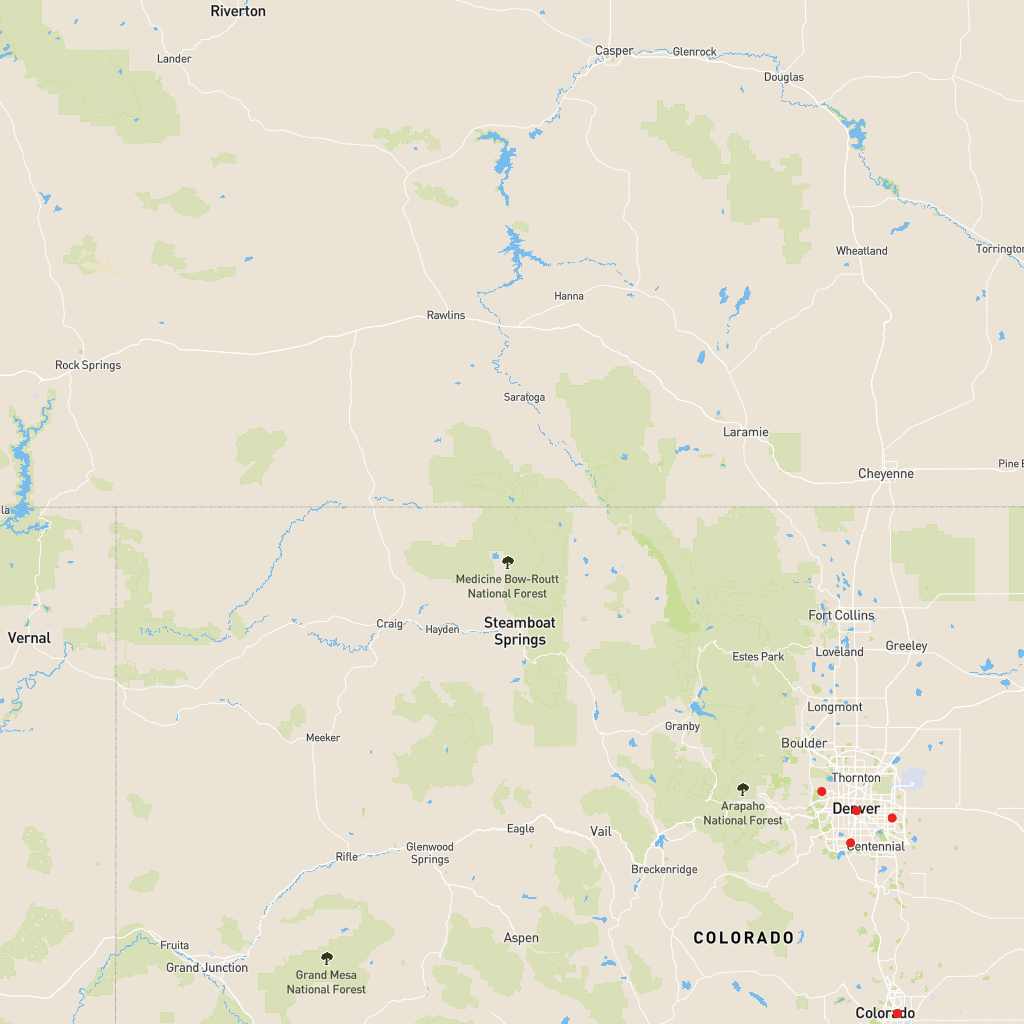 Riverton
Lander
Casper
Glenrock
Douglas
Wheatland
Torrington
Hanna
Rawlins
Rock Springs
Saratoga
Laramie
Cheyenne
Pine B
la
Medicine Bow-Routt
National Forest
Fort Collins
Craig
Hayden
Steamboat
Springs
Vernal
Loveland
Greeley
Estes Park
Longmont
Granby
Meeker
Boulder
Thornton
Arapaho
National Forest
Denver
Eagle
Vail
Centennial
Rifle
Glenwood
Springs
Breckenridge
Aspen
COLORADO
Fruita
Grand Junction
Grand Mesa
National Forest
Colorado